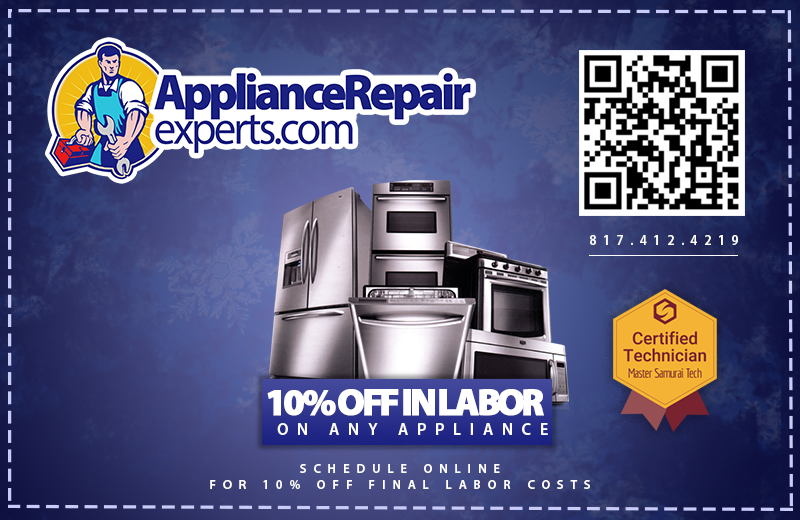 ApplianceRepair
experts.com
817.412.4219
Certified
Technician
Master Samurai Tech
10% OFF IN LABOR
ON ANY APPLIANCE
SCHEDULE ONLINE
FOR 10% OFF FINAL LABOR COSTS